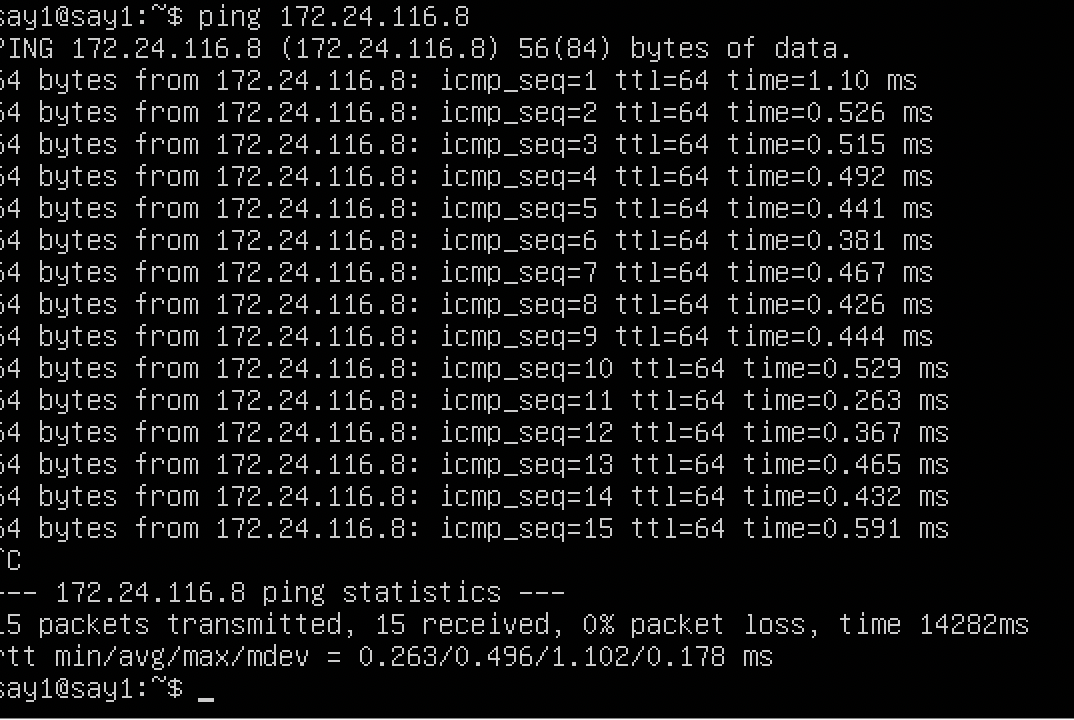 say1@say1:~$ ping 172.24.116.8
PING 172.24.116.8 (172.24.116.8) 56(84) bytes of data.
64 bytes from 172.24.116.8: icmp_seq=1 ttl=64 time=1.10 ms
64 bytes from 172.24.116.8: icmp_seq=2 ttl=64 time=0.526 ms
64 bytes from 172.24.116.8: icmp_seq=3 ttl=64 time=0.515 ms
64 bytes from 172.24.116.8: icmp_seq=4 ttl=64 time=0.492 ms
64 bytes from 172.24.116.8: icmp_seq=5 ttl=64 time=0.441 ms
64 bytes from 172.24.116.8: icmp_seq=6 ttl=64 time=0.381 ms
64 bytes from 172.24.116.8: icmp_seq=7 ttl=64 time=0.467 ms
64 bytes from 172.24.116.8: icmp_seq=8 ttl=64 time=0.426 ms
64 bytes from 172.24.116.8: icmp_seq=9 ttl=64 time=0.444 ms
64 bytes from 172.24.116.8: icmp_seq=10 ttl=64 time=0.529 ms
64 bytes from 172.24.116.8: icmp_seq=11 ttl=64 time=0.263 ms
64 bytes from 172.24.116.8: icmp_seq=12 ttl=64 time=0.367 ms
64 bytes from 172.24.116.8: icmp_seq=13 ttl=64 time=0.465 ms
64 bytes from 172.24.116.8: icmp_seq=14 ttl=64 time=0.432 ms
64 bytes from 172.24.116.8: icmp_seq=15 ttl=64 time=0.591 ms
^C
--- 172.24.116.8 ping statistics ---
15 packets transmitted, 15 received, 0% packet loss, time 14282ms
rtt min/avg/max/mdev = 0.263/0.496/1.102/0.178 ms
say1@say1:~$ _